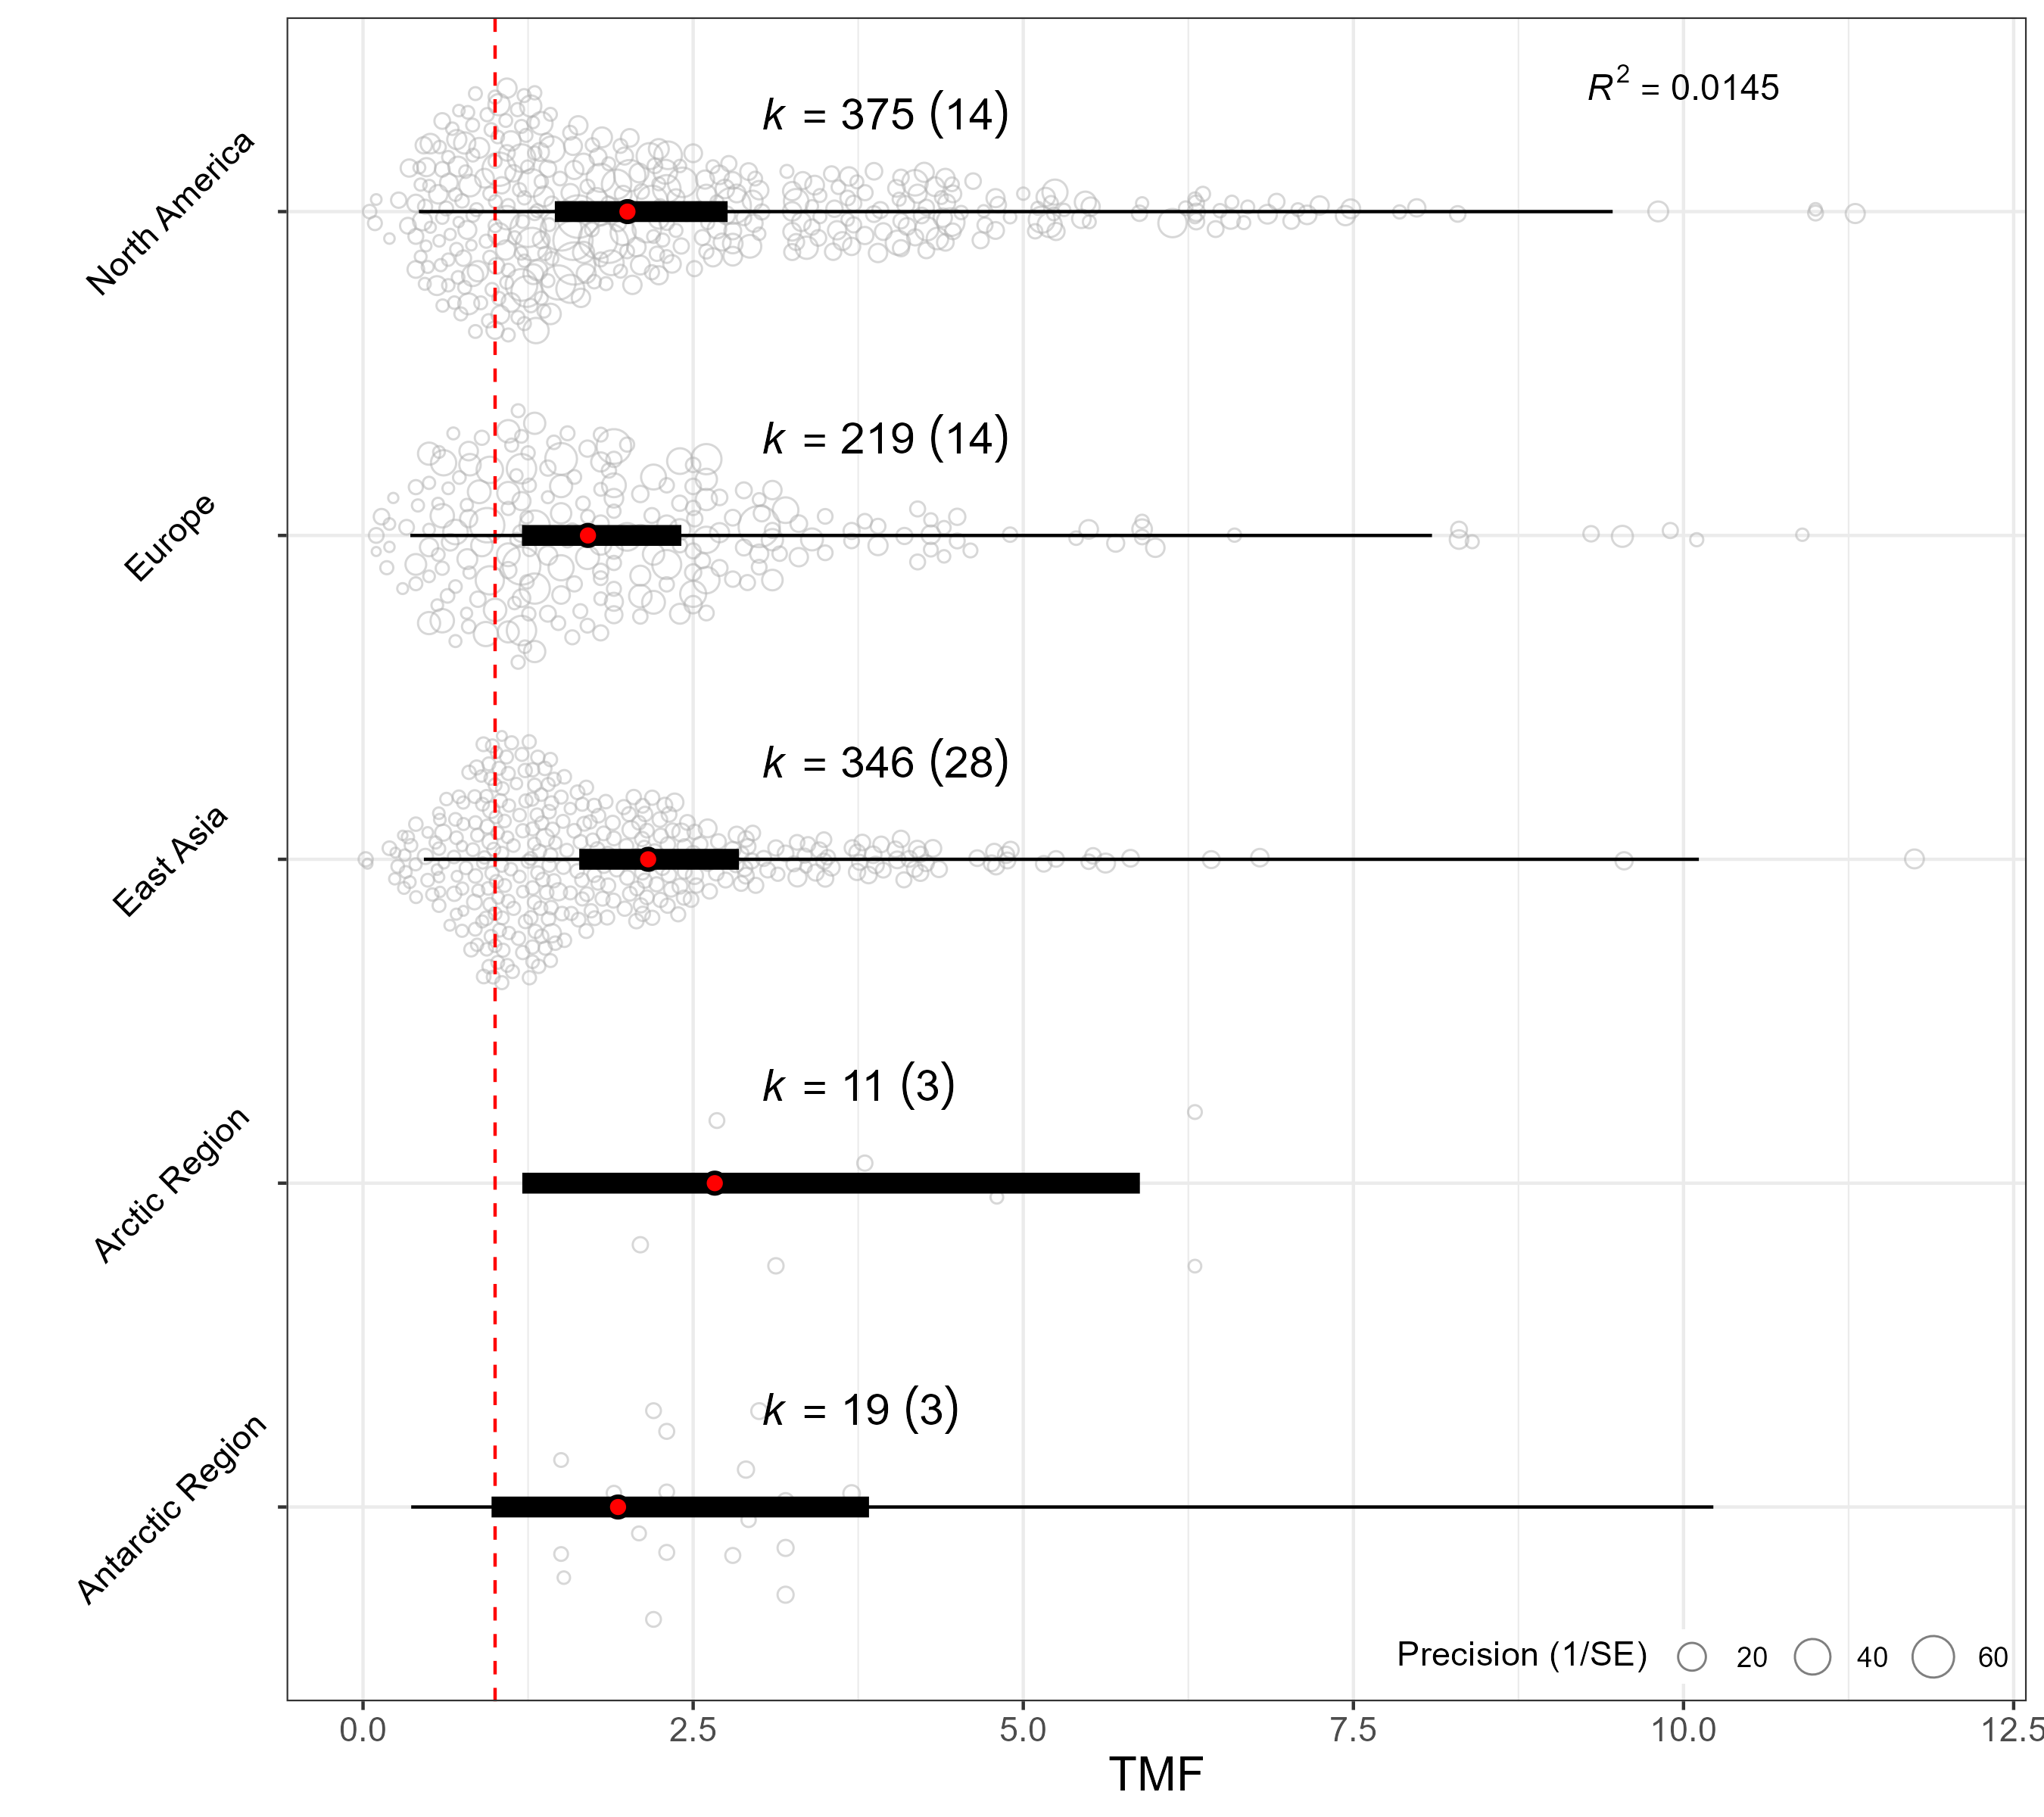 R² = 0.0145
North America
k = 375 (14)
Europe
k = 219 (14)
East Asia
k = 346 (28)
Arctic Region
k = 11 (3)
Antarctic Region
k = 19 (3)
Precision (1/SE) 20 40 60
0.0 2.5 5.0 7.5 10.0 12.5
TMF